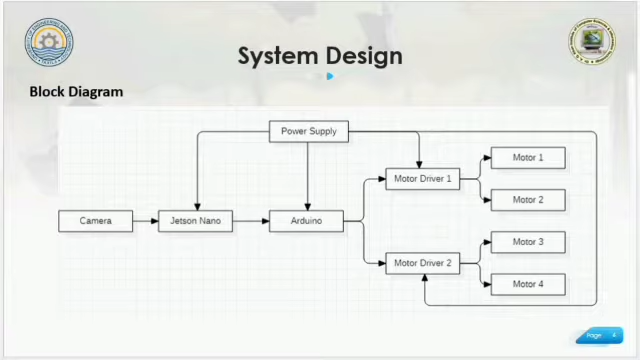 System Design
Block Diagram
Power Supply
Motor 1
Motor Driver 1
Motor 2
Camera
Jetson Nano
Arduino
Motor 3
Motor Driver 2
Motor 4
Page 4